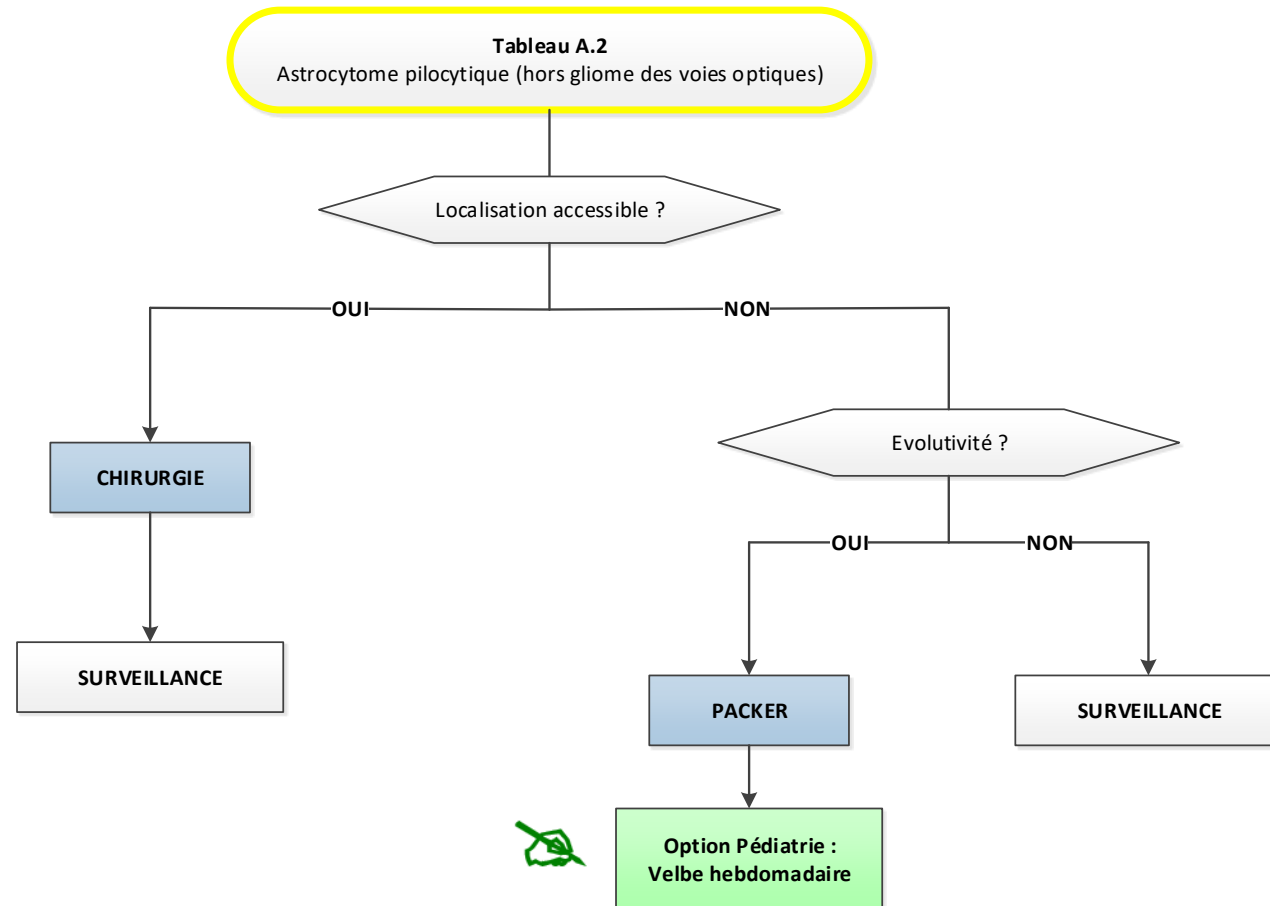 Tableau A.2
Astrocytome pilocytique (hors gliome des voies optiques)
Localisation accessible ?
OUI
NON
CHIRURGIE
Evolutivité ?
OUI
NON
SURVEILLANCE
PACKER
SURVEILLANCE
Option Pédiatrie :
Velbe hebdomadaire